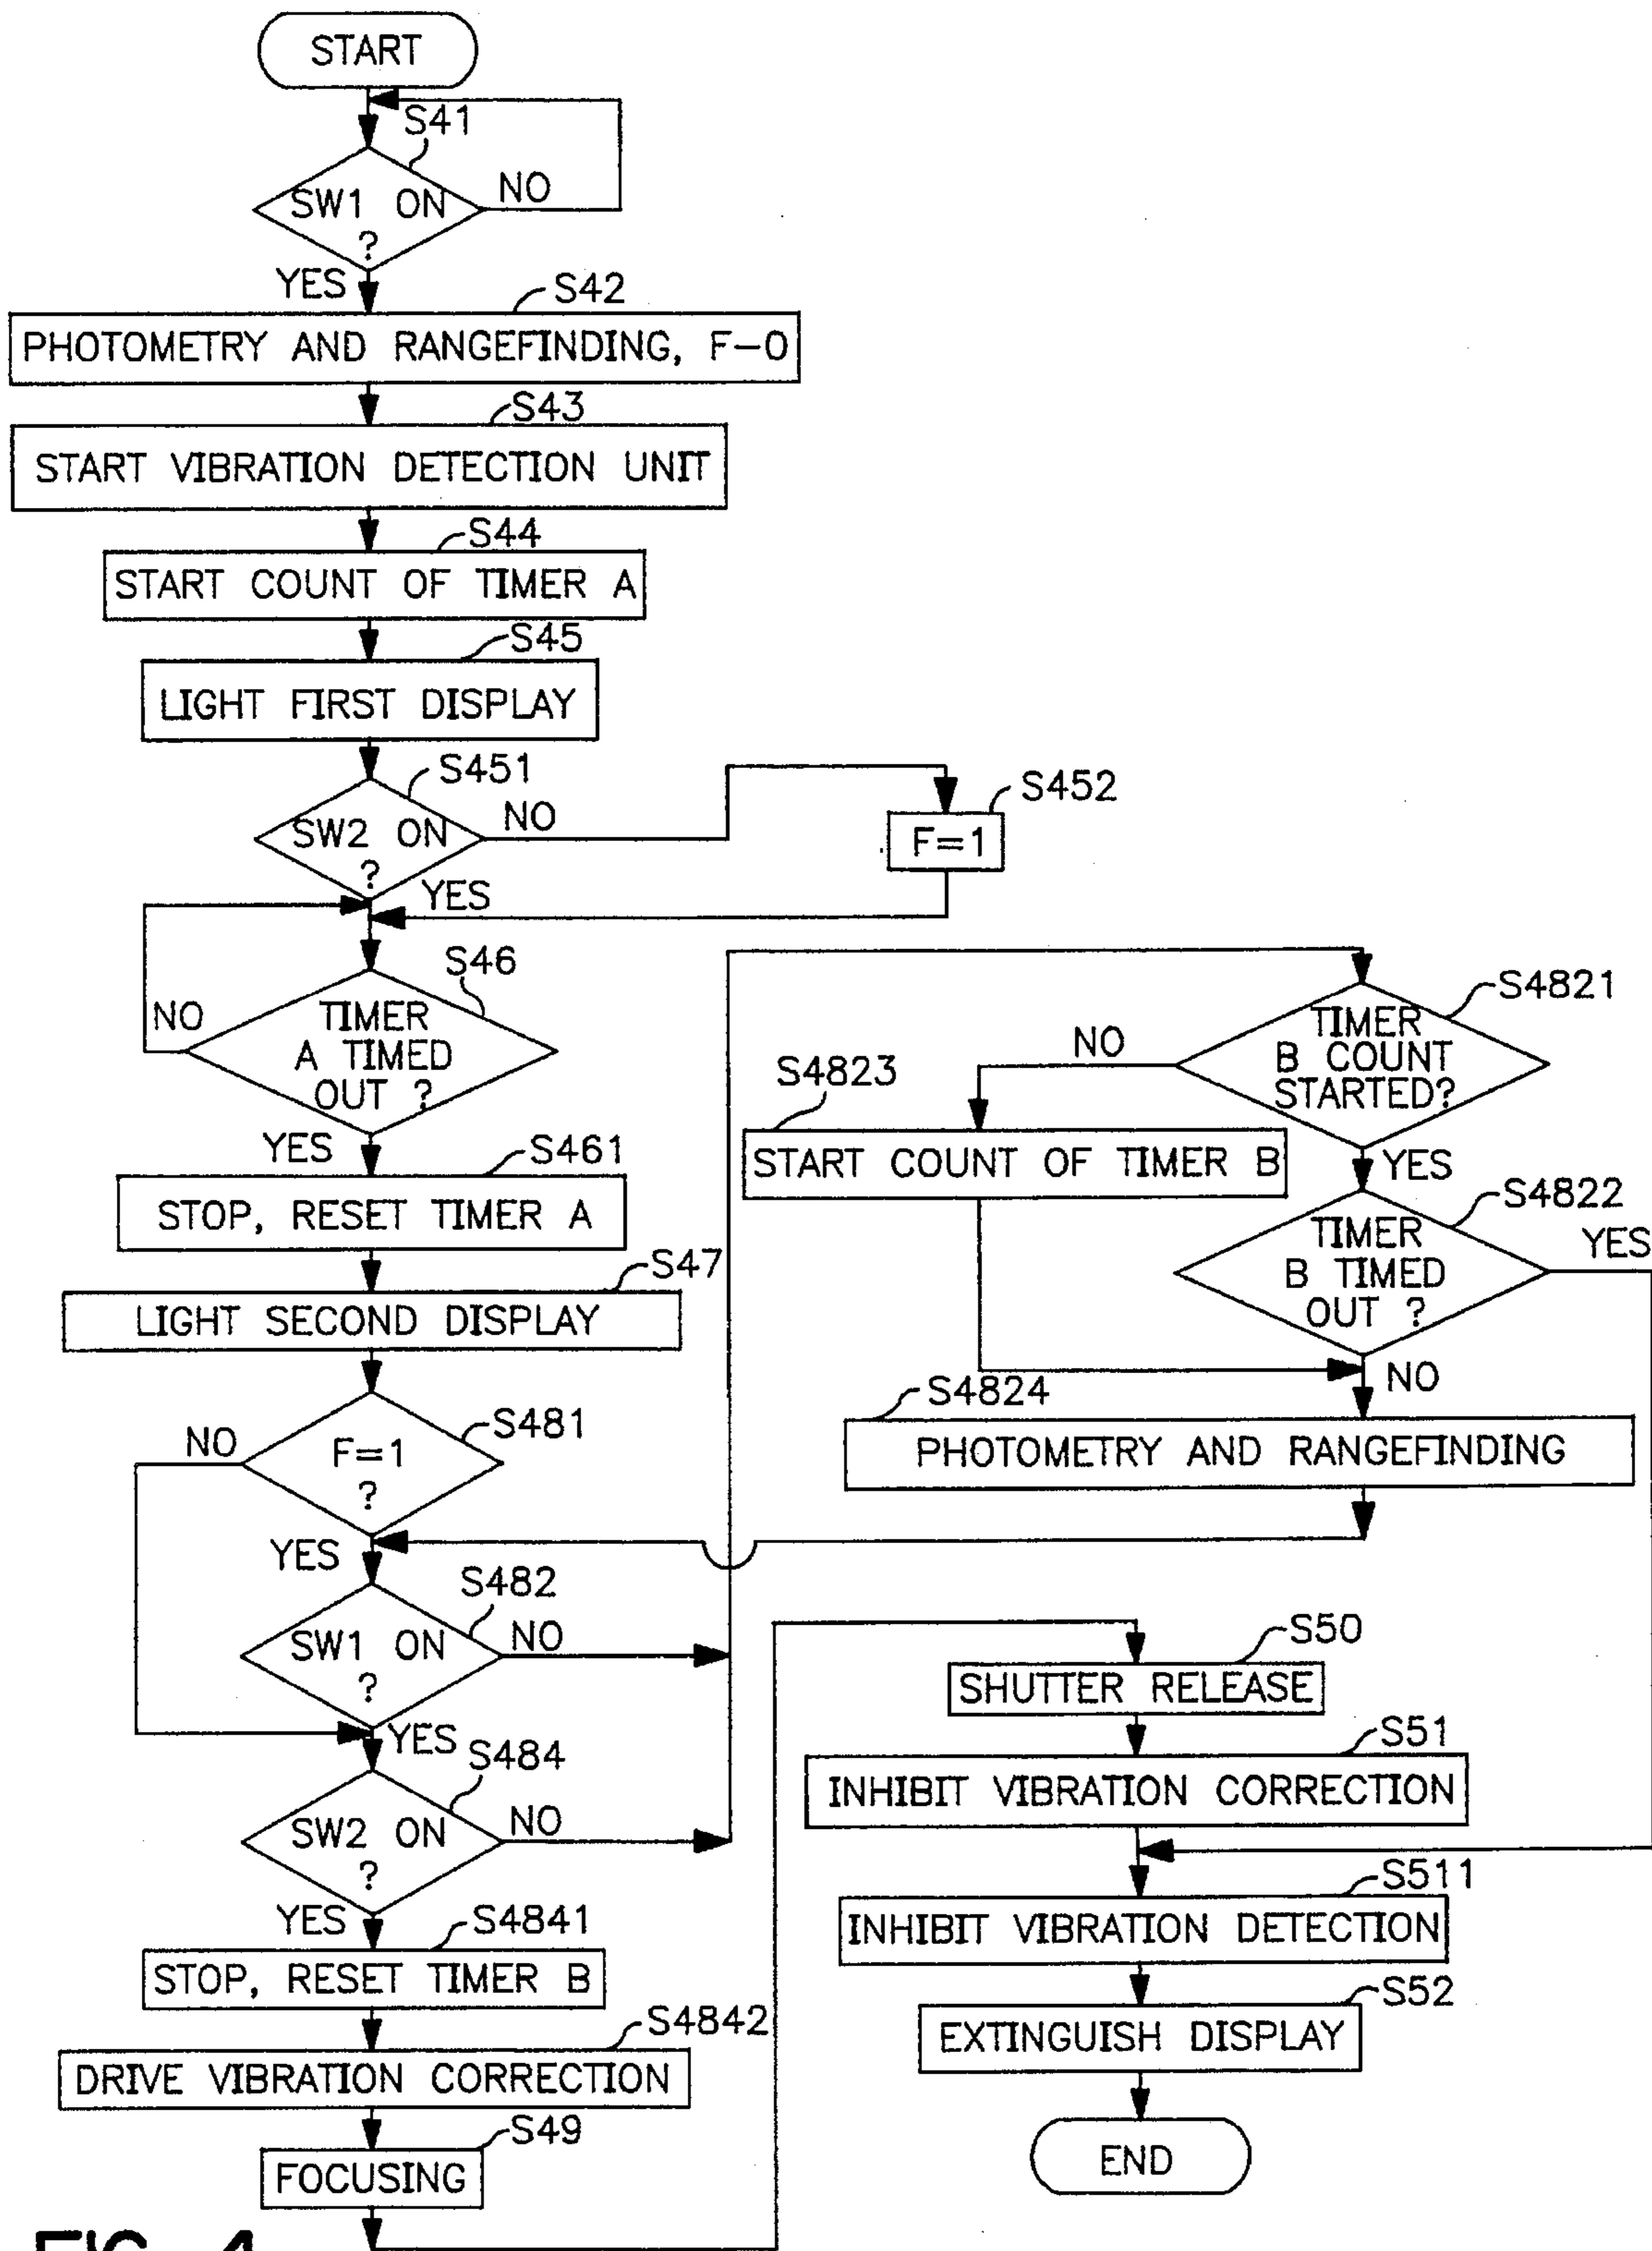 START
S41
SW1 ON
?
NO
YES
S42
PHOTOMETRY AND RANGEFINDING, F-0
S43
START VIBRATION DETECTION UNIT
S44
START COUNT OF TIMER A
S45
LIGHT FIRST DISPLAY
S451
SW2 ON
?
NO
YES
S452
F=1
S46
TIMER
A TIMED
OUT ?
NO
YES
S461
STOP, RESET TIMER A
S47
LIGHT SECOND DISPLAY
S481
F=1
?
NO
YES
S482
SW1 ON
?
NO
YES
S484
SW2 ON
?
NO
YES
S4841
STOP, RESET TIMER B
S4842
DRIVE VIBRATION CORRECTION
S49
FOCUSING
S4821
TIMER
B COUNT
STARTED?
NO
YES
S4823
START COUNT OF TIMER B
S4822
TIMER
B TIMED
OUT ?
YES
NO
S4824
PHOTOMETRY AND RANGEFINDING
S50
SHUTTER RELEASE
S51
INHIBIT VIBRATION CORRECTION
S511
INHIBIT VIBRATION DETECTION
S52
EXTINGUISH DISPLAY
END
FIG. 4